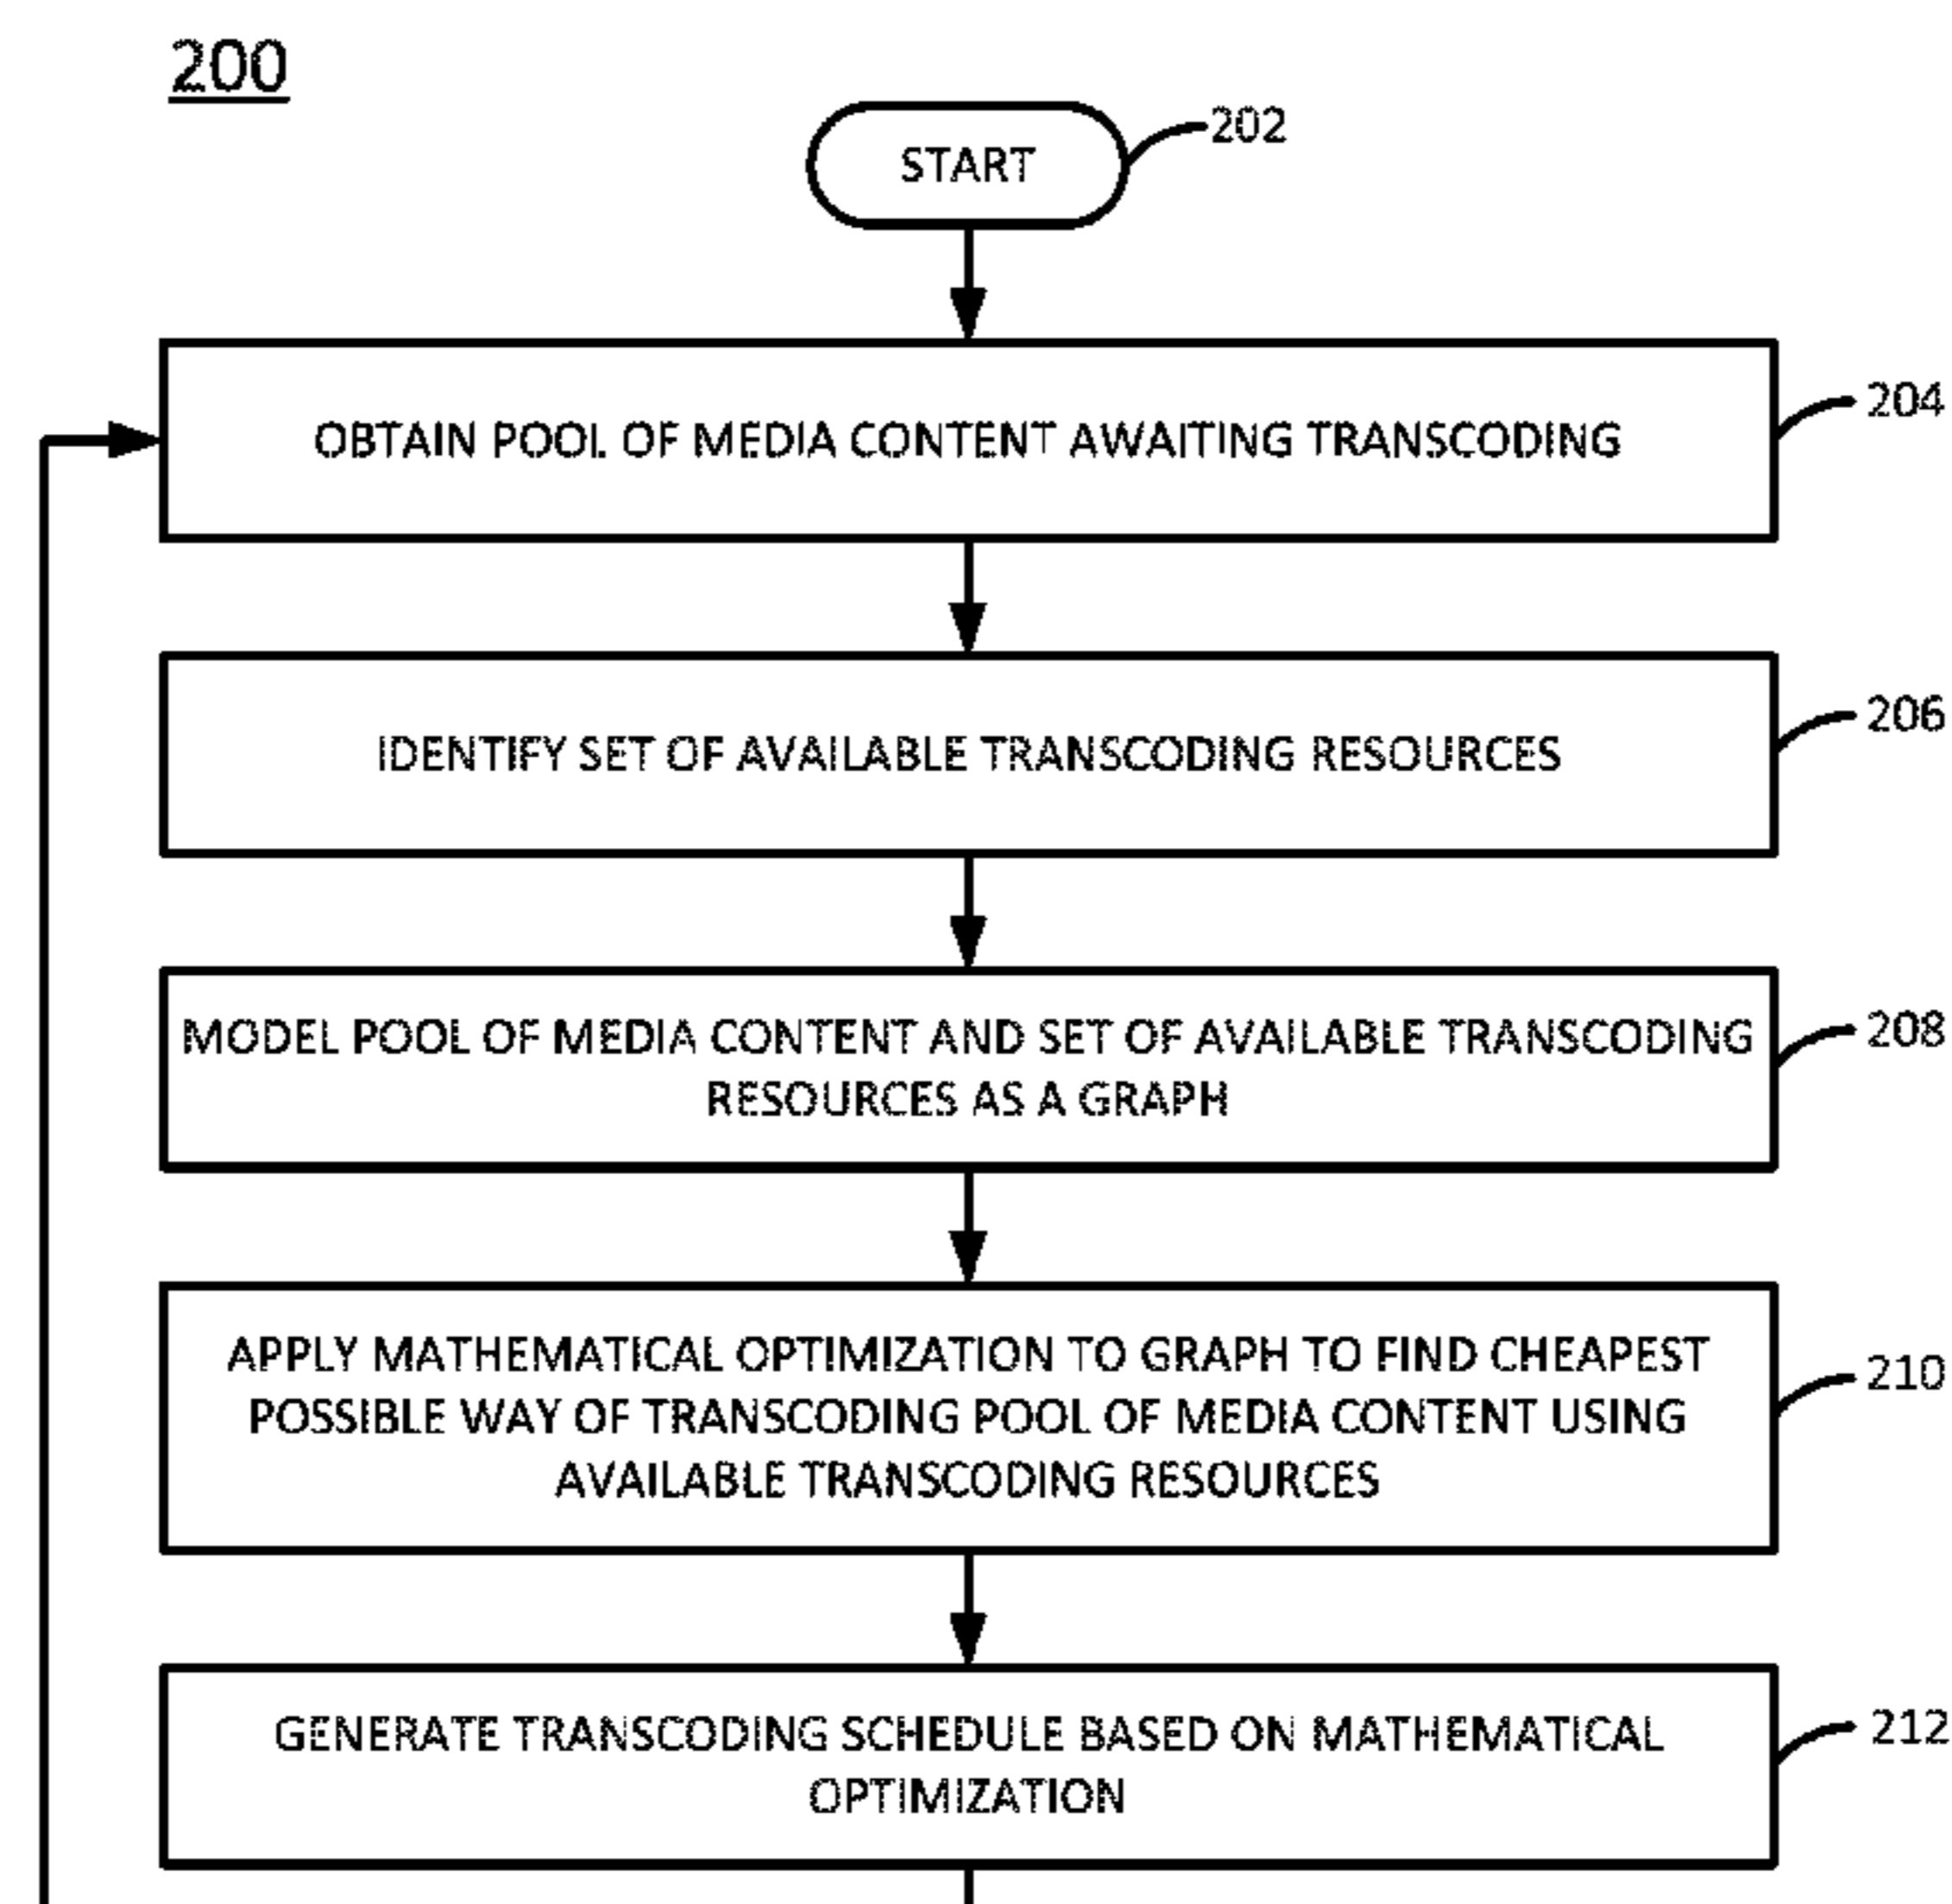 200
START
202
OBTAIN POOL OF MEDIA CONTENT AWAITING TRANSCODING
204
IDENTIFY SET OF AVAILABLE TRANSCODING RESOURCES
206
MODEL POOL OF MEDIA CONTENT AND SET OF AVAILABLE TRANSCODING
RESOURCES AS A GRAPH
208
APPLY MATHEMATICAL OPTIMIZATION TO GRAPH TO FIND CHEAPEST
POSSIBLE WAY OF TRANSCODING POOL OF MEDIA CONTENT USING
AVAILABLE TRANSCODING RESOURCES
210
GENERATE TRANSCODING SCHEDULE BASED ON MATHEMATICAL
OPTIMIZATION
212